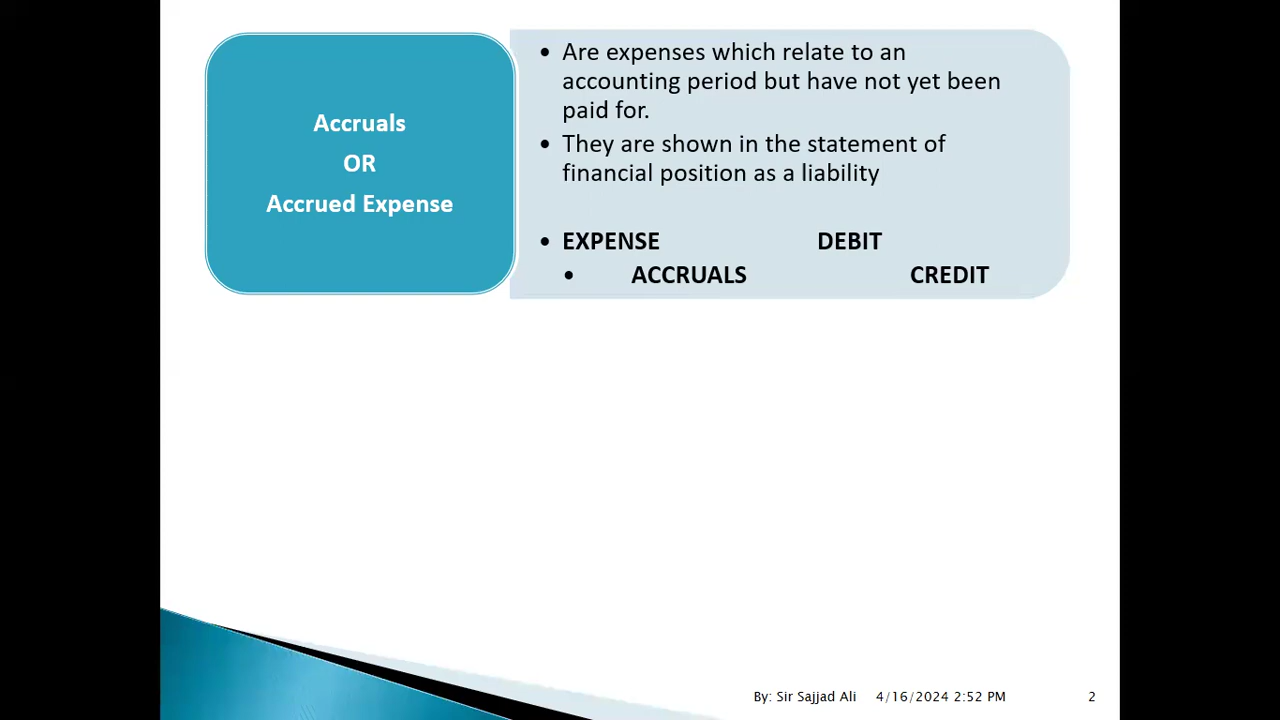 Accruals
OR
Accrued Expense
• Are expenses which relate to an
accounting period but have not yet been
paid for.
• They are shown in the statement of
financial position as a liability
• EXPENSE DEBIT
• ACCRUALS CREDIT
By: Sir Sajjad Ali 4/16/2024 2:52 PM 2